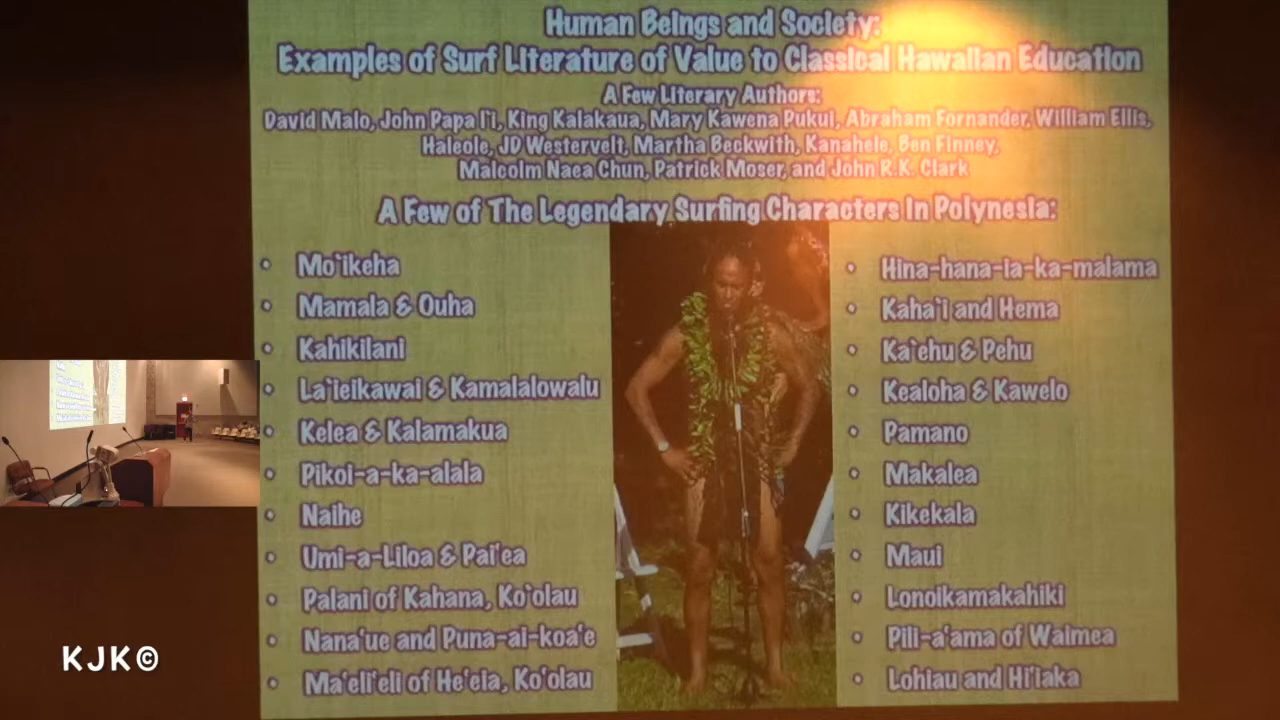 Human Beings and Society:
Examples of Surf Literature of Value to Classical Hawaiian Education
A Few Literary Authors:
David Malo, John Papa I`i, King Kalakaua, Mary Kawena Pukui, Abraham Fornander, William Ellis,
Haleole, JD Westervelt, Martha Beckwith, Kanahele, Ben Finney,
Malcolm Naea Chun, Patrick Moser, and John R.K. Clark
A Few of The Legendary Surfing Characters in Polynesia:
• Mo`ikeha
• Mamala & Ouha
• Kahikilani
• La`ieikawai & Kamalalowalu
• Kelea & Kalamakua
• Pikoi-a-ka-alala
• Naihe
• Umi-a-Liloa & Pai'ea
• Palani of Kahana, Ko'olau
• Nana'ue and Puna-ai-koa'e
• Ma'eli'eli of He'eia, Ko'olau
• Hina-hana-ia-ka-malama
• Kaha`i and Hema
• Ka`ehu & Pehu
• Kealoha & Kawelo
• Pamano
• Makalea
• Kikekala
• Maui
• Lonoikamakahiki
• Pili-a'ama of Waimea
• Lohiau and Hi'iaka
KJK©